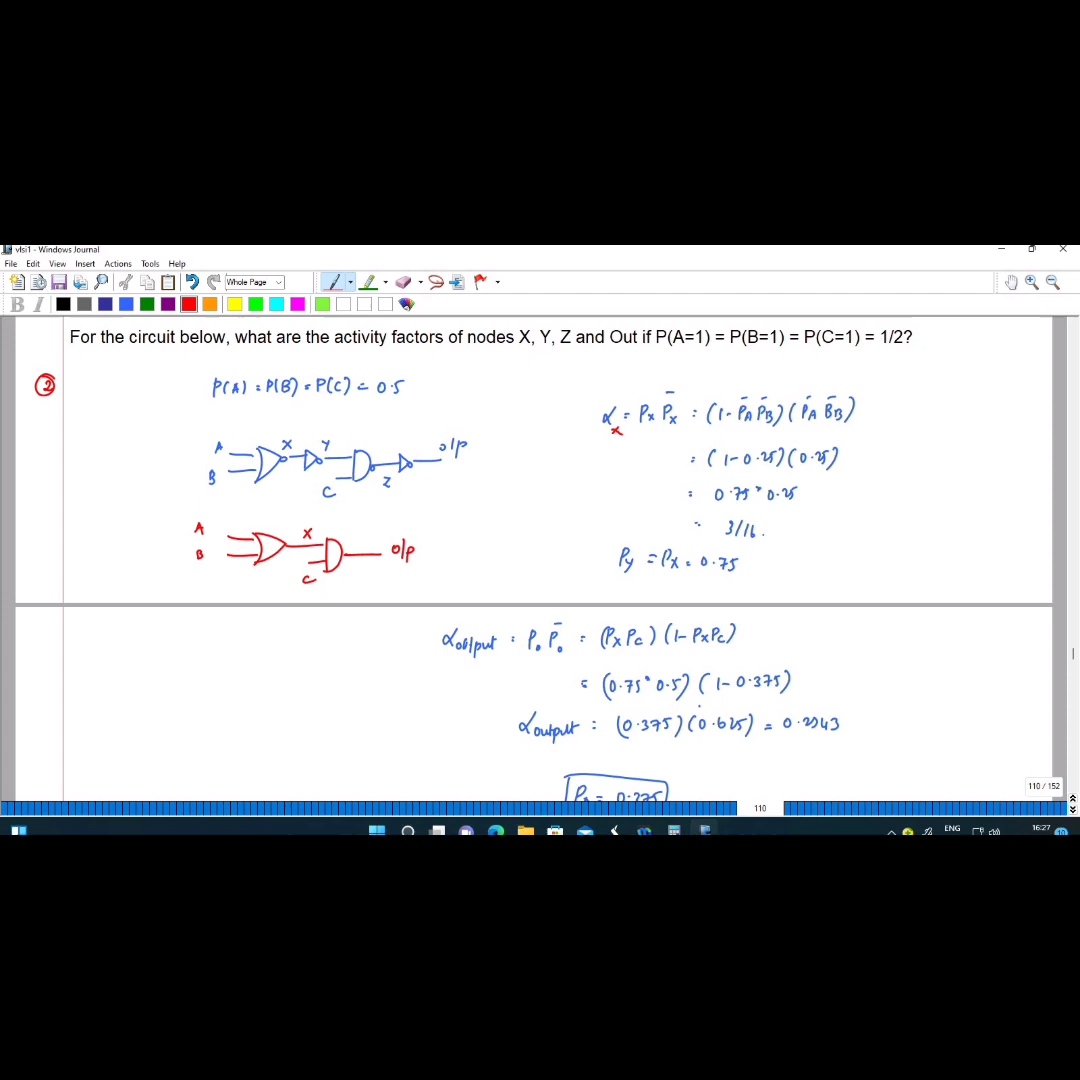 vlsi1 - Windows Journal
File Edit View Insert Actions Tools Help
Whole Page
B I
For the circuit below, what are the activity factors of nodes X, Y, Z and Out if P(A=1) = P(B=1) = P(C=1) = 1/2?
2
P(A) = P(B) = P(C) = 0.5
α = Px P̄x = (1 - P̄A P̄B) (P̄A B̄B)
x
A X Y o/p
B
C Z
= (1 - 0.25) (0.25)
= 0.75 * 0.25
= 3/16.
A X
B o/p
C
Py = Px = 0.75
αoutput = Po P̄o = (Px Pc) (1 - Px Pc)
= (0.75 * 0.5) (1 - 0.375)
αoutput = (0.375) (0.625) = 0.2343
110 / 152
110
ENG 16:27